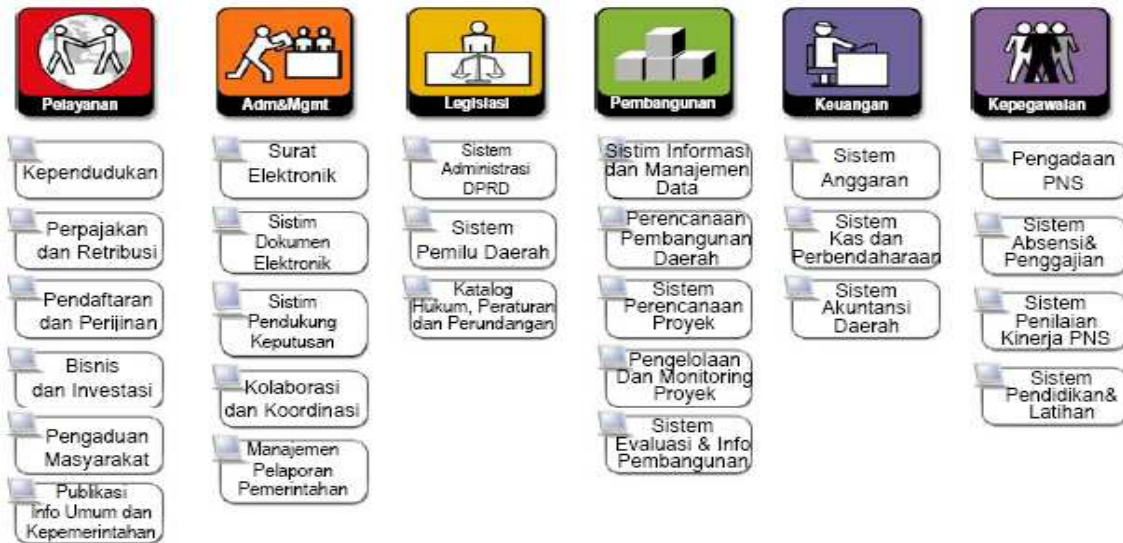 Pelayanan
Adm&Mgmt
Legislasi
Pembangunan
Keuangan
Kepegawaian
Kependudukan
Perpajakan
dan Retribusi
Pendaftaran
dan Perijinan
Bisnis
dan Investasi
Pengaduan
Masyarakat
Publikasi
Info Umum dan
Kepemerintahan
Surat
Elektronik
Sistim
Dokumen
Elektronik
Sistim
Pendukung
Keputusan
Kolaborasi
dan Koordinasi
Manajemen
Pelaporan
Pemerintahan
Sistem
Administrasi
DPRD
Sistem
Pemilu Daerah
Katalog
Hukum, Peraturan
dan Perundangan
Sistim Informasi
dan Manajemen
Data
Perencanaan
Pembangunan
Daerah
Sistem
Perencanaan
Proyek
Pengelolaan
Dan Monitoring
Proyek
Sistem
Evaluasi & Info
Pembangunan
Sistem
Anggaran
Sistem
Kas dan
Perbendaharaan
Sistem
Akuntansi
Daerah
Pengadaan
PNS
Sistem
Absensi&
Penggajian
Sistem
Penilaian
Kinerja PNS
Sistem
Pendidikan&
Latihan